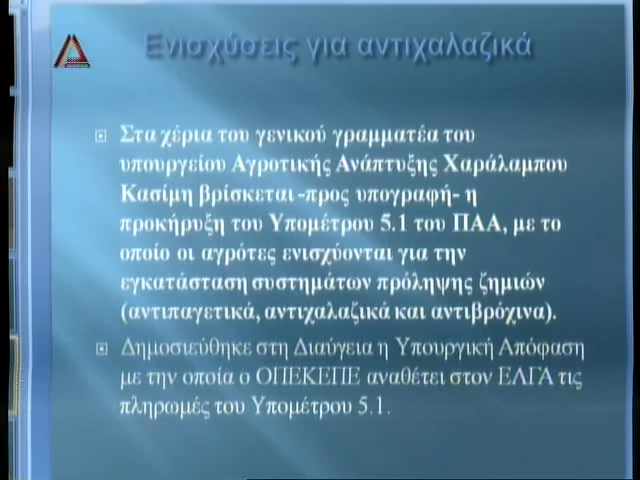 Ενισχύσεις για αντιχαλαζικά
Στα χέρια του γενικού γραμματέα του
υπουργείου Αγροτικής Ανάπτυξης Χαράλαμπου
Κασίμη βρίσκεται -προς υπογραφή- η
προκήρυξη του Υπομέτρου 5.1 του ΠΑΑ, με το
οποίο οι αγρότες ενισχύονται για την
εγκατάσταση συστημάτων πρόληψης ζημιών
(αντιπαγετικά, αντιχαλαζικά και αντιβρόχινα).
Δημοσιεύθηκε στη Διαύγεια η Υπουργική Απόφαση
με την οποία ο ΟΠΕΚΕΠΕ αναθέτει στον ΕΛΓΑ τις
πληρωμές του Υπομέτρου 5.1.